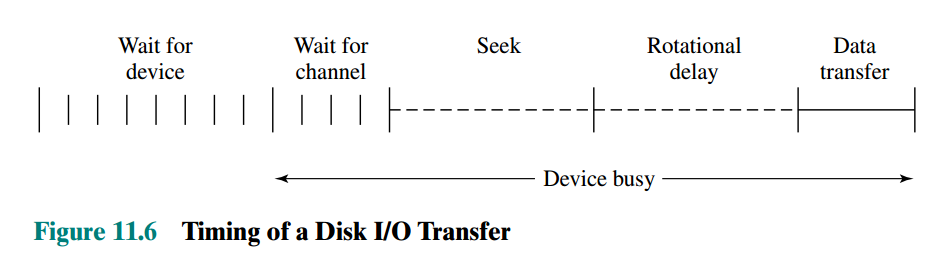 Wait for
device
Wait for
channel
Seek
Rotational
delay
Data
transfer
Device busy
Figure 11.6 Timing of a Disk I/O Transfer